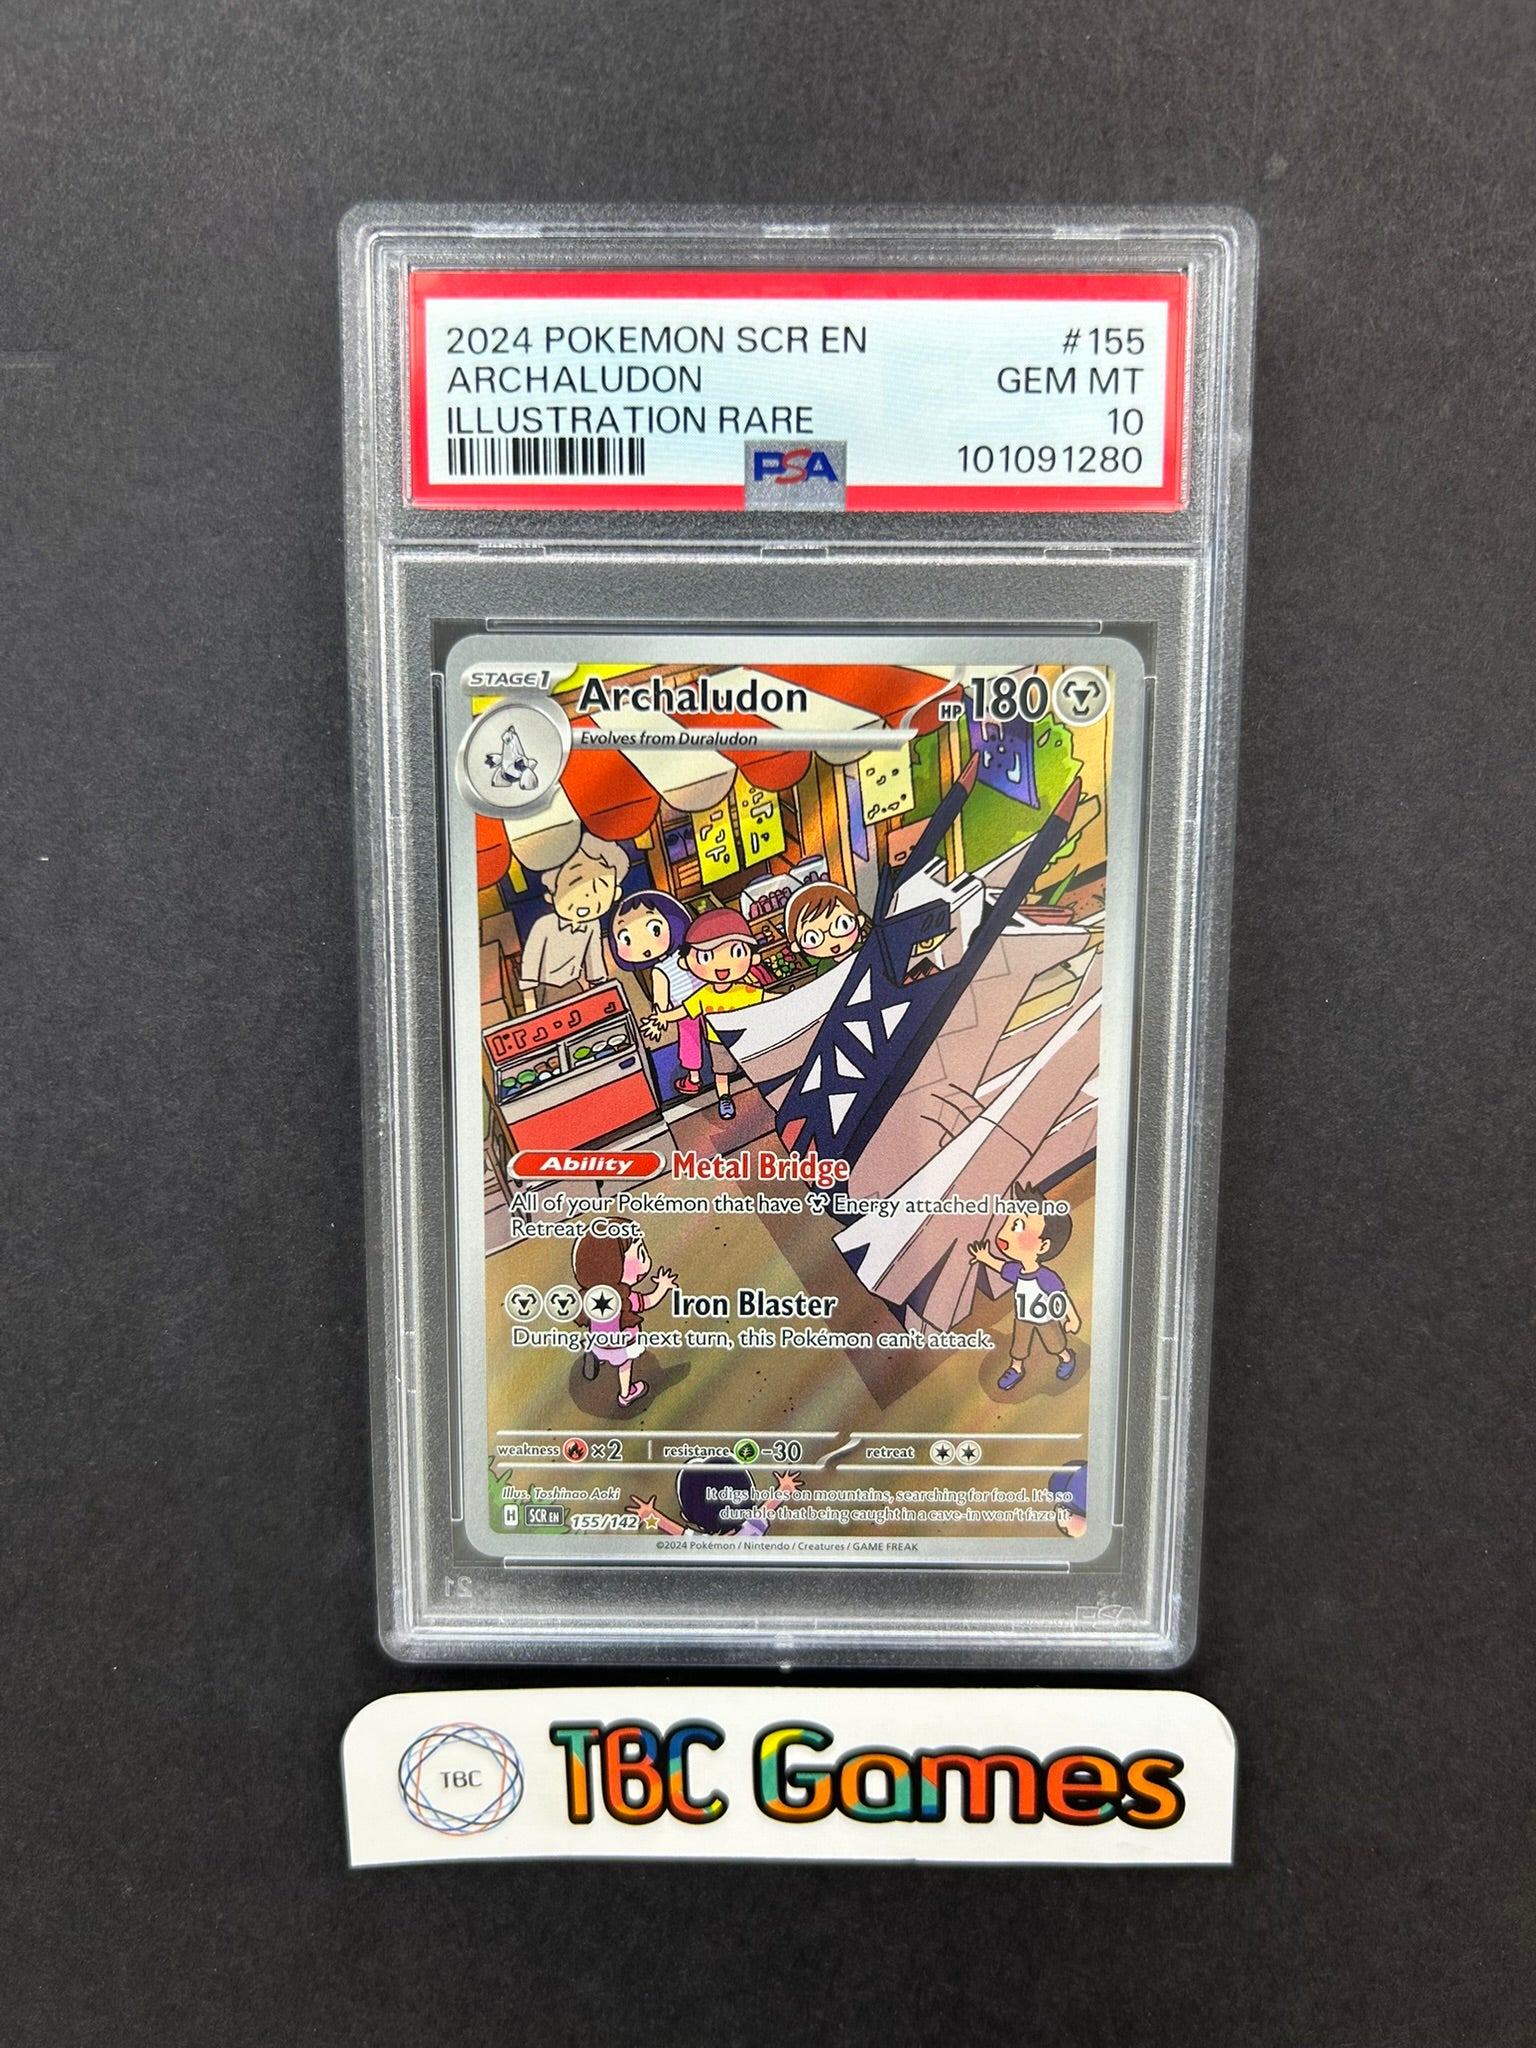 2024 POKEMON SCR EN #155
ARCHALUDON GEM MT
ILLUSTRATION RARE 10
PSA 101091280
STAGE 1 Archaludon HP 180
Evolves from Duraludon
Ability Metal Bridge
All of your Pokémon that have Energy attached have no
Retreat Cost.
Iron Blaster 160
During your next turn, this Pokémon can't attack.
weakness ×2 resistance -30 retreat
Illus. Toshinao Aoki
It digs holes on mountains, searching for food. It's so
durable that being caught in a cave-in won't faze it.
H SCR EN 155/142
©2024 Pokémon / Nintendo / Creatures / GAME FREAK
21
PSA
TBC TBC Games